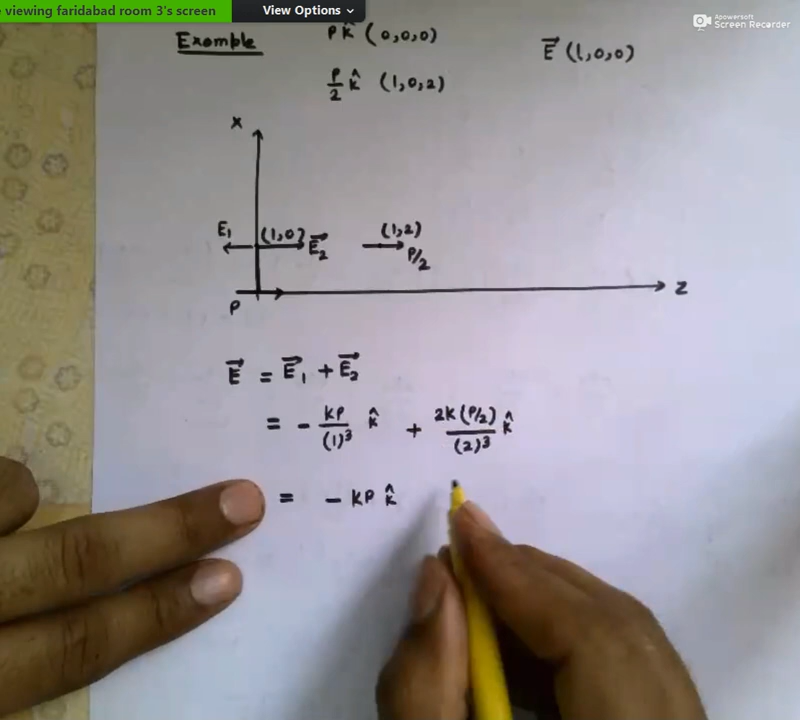 viewing faridabad room 3's screen View Options
Apowersoft
Screen Recorder
Example
P k̂ (0,0,0)
E⃗ (1,0,0)
P/2 k̂ (1,0,2)
X
E₁ (1,0) E⃗₂ (1,2) P/2
P Z
E⃗ = E⃗₁ + E⃗₂
= - KP/(1)³ k̂ + 2K(P/2)/(2)³ k̂
= - KP k̂